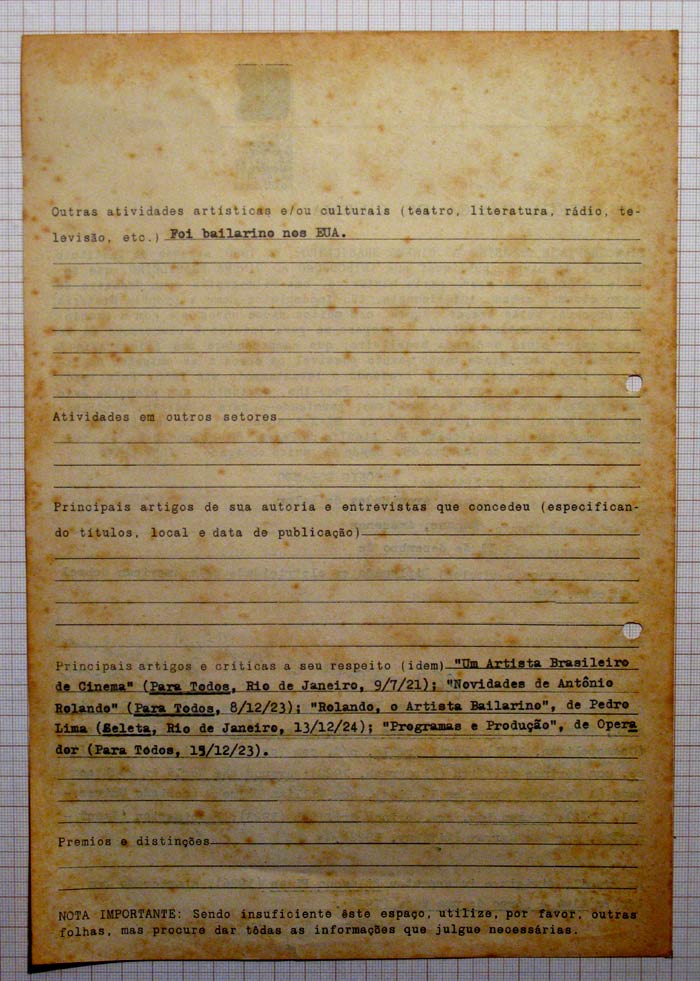 Outras atividades artísticas e/ou culturais (teatro, literatura, rádio, te-
levisão, etc.) Foi bailarino nos EUA.
Atividades em outros setores
Principais artigos de sua autoria e entrevistas que concedeu (especifican-
do títulos, local e data de publicação)
Principais artigos e críticas a seu respeito (idem) "Um Artista Brasileiro
de Cinema" (Para Todos, Rio de Janeiro, 9/7/21); "Novidades de Antônio
Rolando" (Para Todos, 8/12/23); "Rolando, o Artista Bailarino", de Pedro
Lima (Seleta, Rio de Janeiro, 13/12/24); "Programas e Produção", de Opera
dor (Para Todos, 15/12/23).
Premios e distinções
NOTA IMPORTANTE: Sendo insuficiente êste espaço, utilize, por favor, outras
folhas, mas procure dar tôdas as informações que julgue necessárias.